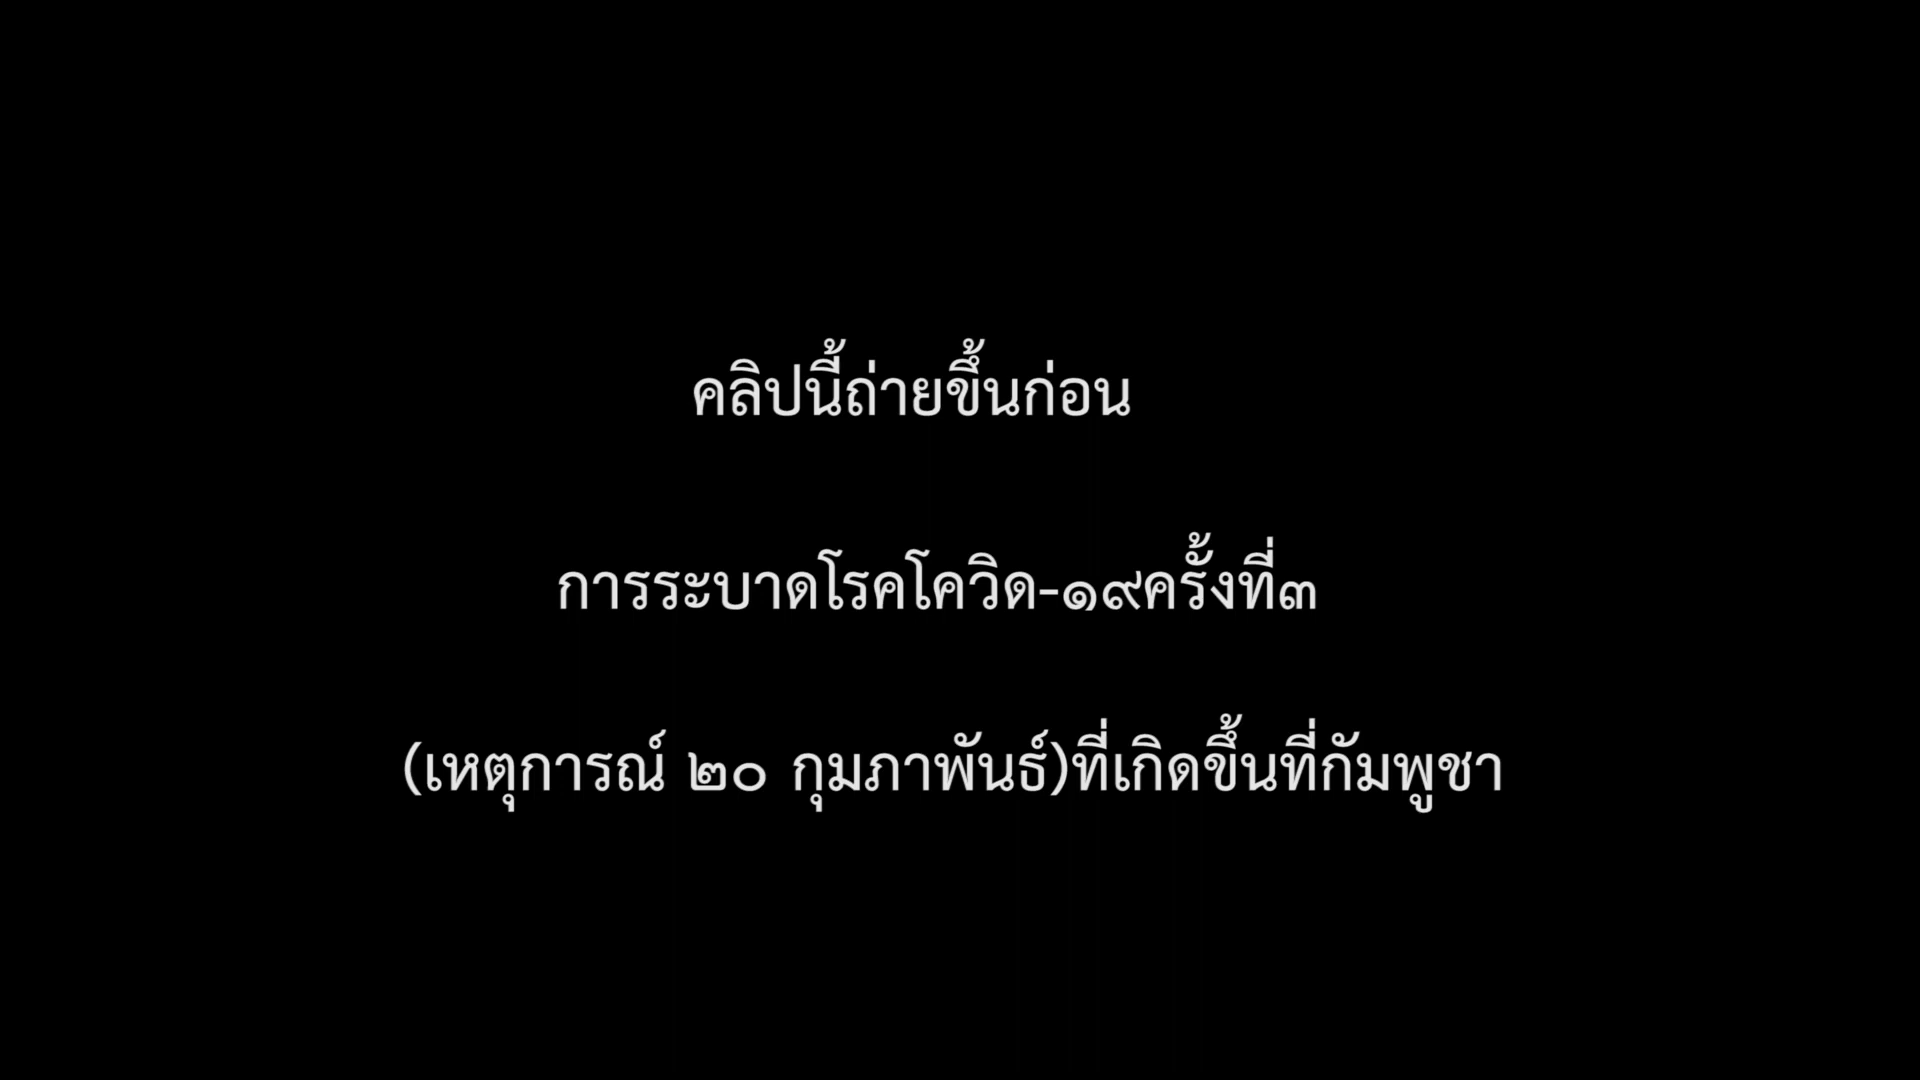 คลิปนี้ถ่ายขึ้นก่อน
การระบาดโรคโควิด-๑๙ครั้งที่๓
(เหตุการณ์ ๒๐ กุมภาพันธ์)ที่เกิดขึ้นที่กัมพูชา